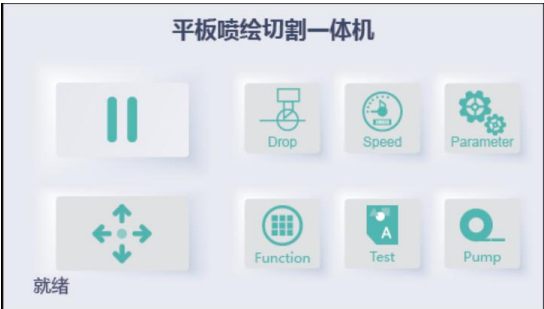 平板喷绘切割一体机
Drop
Speed
Parameter
Function
A
Test
Pump
就绪